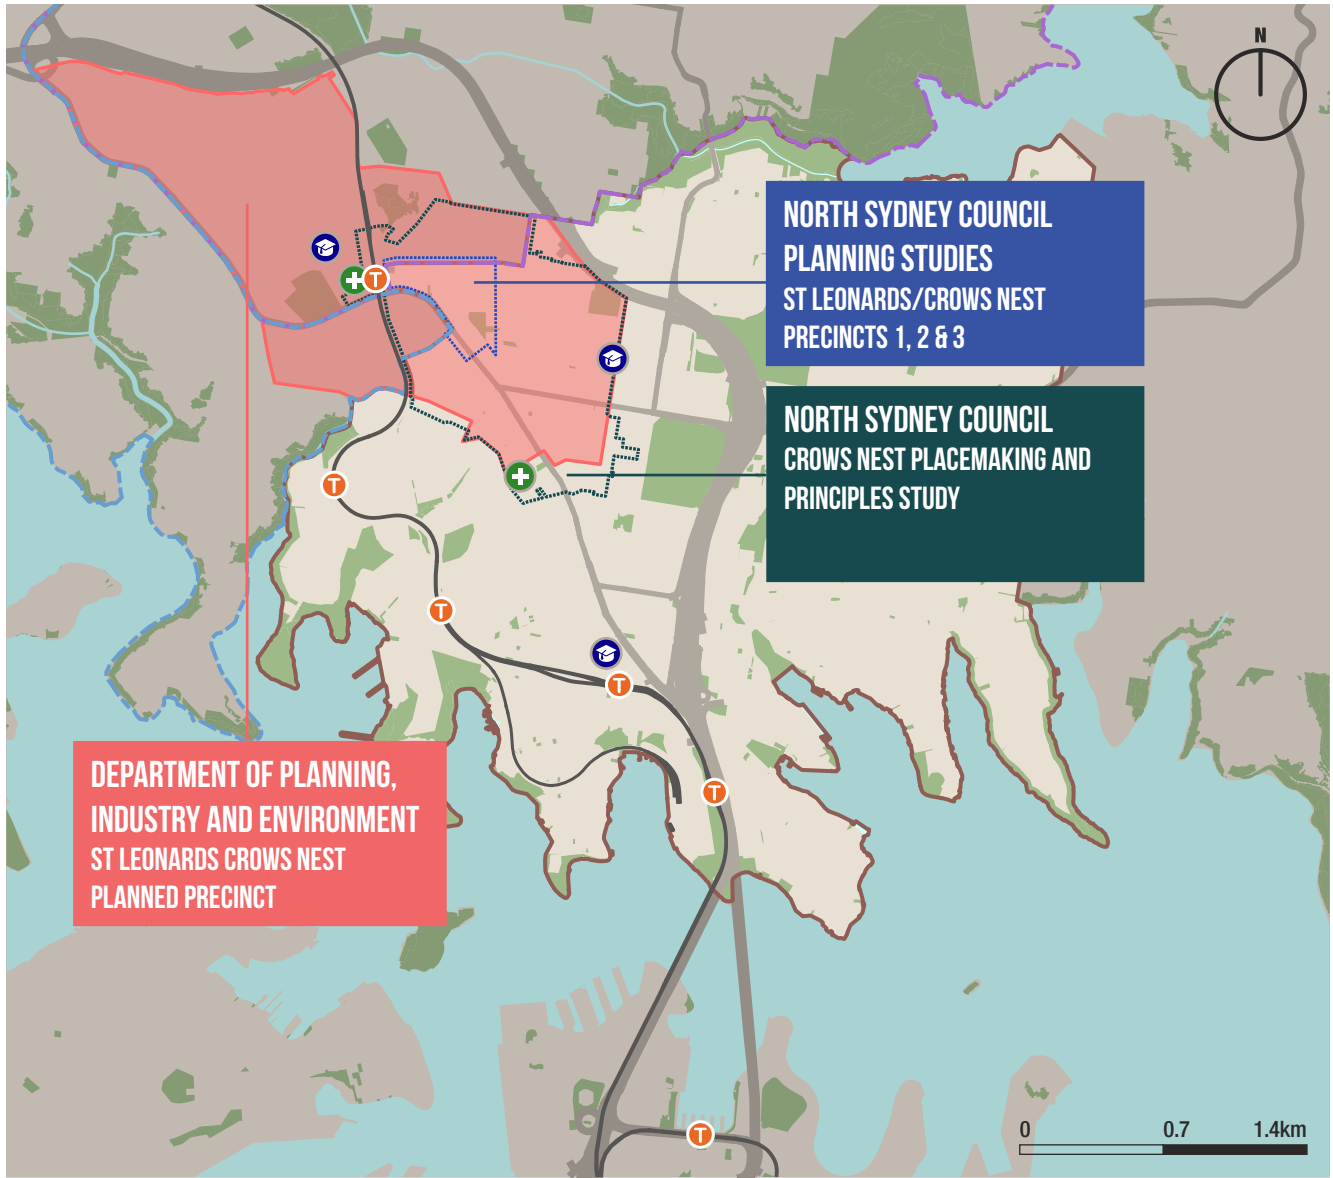 N
NORTH SYDNEY COUNCIL
PLANNING STUDIES
ST LEONARDS/CROWS NEST
PRECINCTS 1, 2 & 3
NORTH SYDNEY COUNCIL
CROWS NEST PLACEMAKING AND
PRINCIPLES STUDY
T
T
T
T
T
T
DEPARTMENT OF PLANNING,
INDUSTRY AND ENVIRONMENT
ST LEONARDS CROWS NEST
PLANNED PRECINCT
0 0.7 1.4km